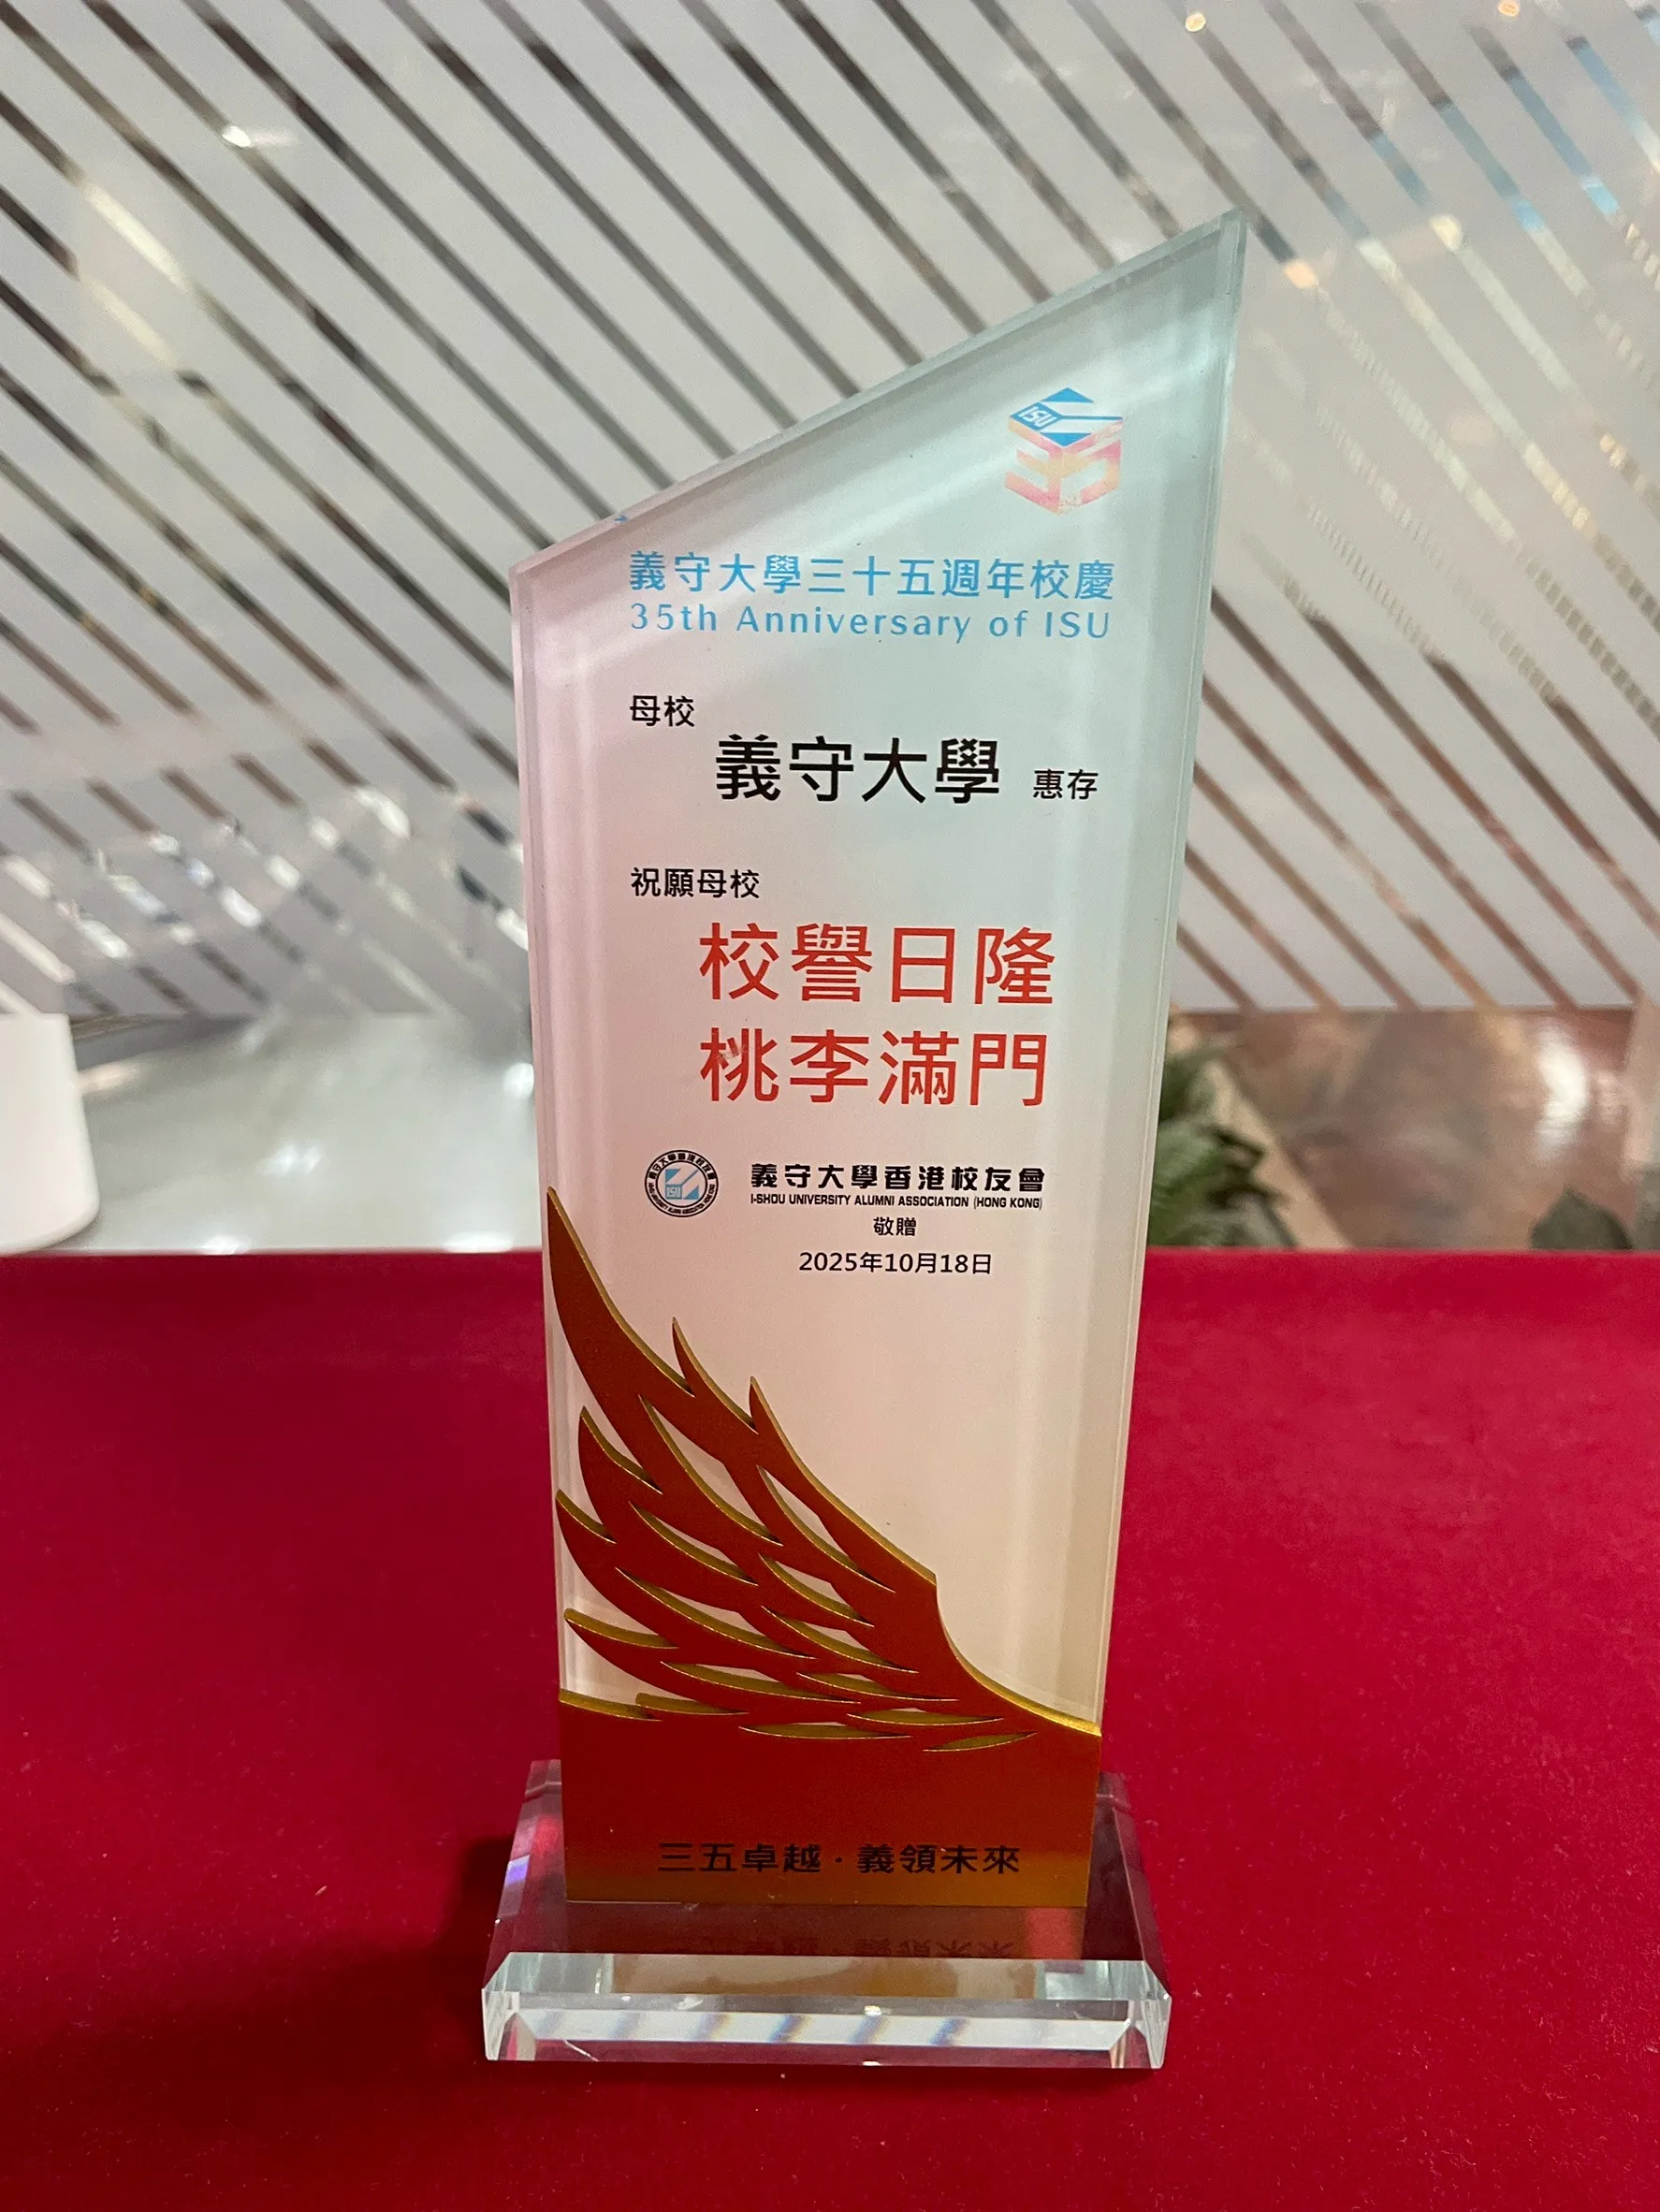 ISU
35
義守大學三十五週年校慶
35th Anniversary of ISU
母校
義守大學 惠存
祝願母校
校譽日隆
桃李滿門
義守大學香港校友會
I-SHOU UNIVERSITY ALUMNI ASSOCIATION (HONG KONG)
敬贈
2025年10月18日
三五卓越·義領未來